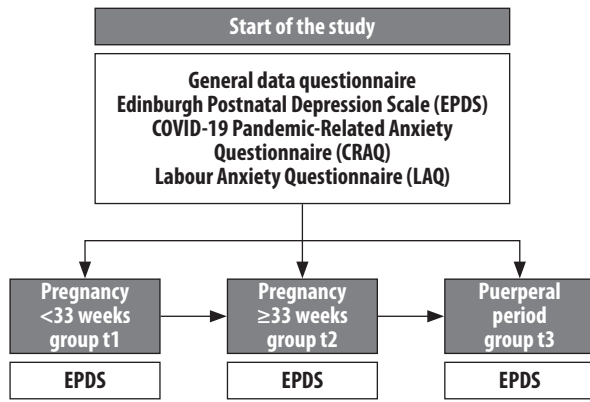 Start of the study
General data questionnaire
Edinburgh Postnatal Depression Scale (EPDS)
COVID-19 Pandemic-Related Anxiety
Questionnaire (CRAQ)
Labour Anxiety Questionnaire (LAQ)
Pregnancy
<33 weeks
group t1
EPDS
Pregnancy
≥33 weeks
group t2
EPDS
Puerperal
period
group t3
EPDS